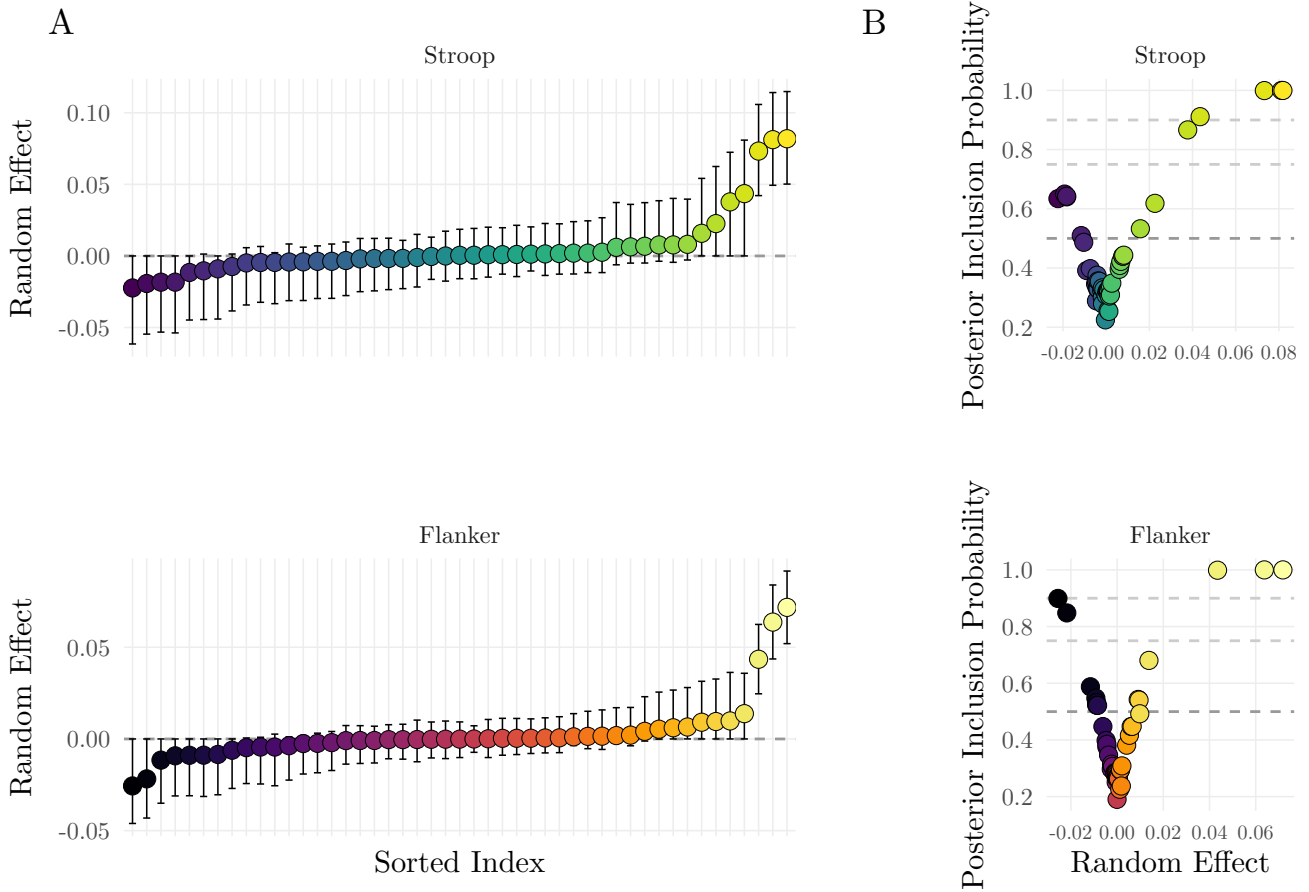 A
Stroop
Random Effect
0.10
0.05
0.00
-0.05
B
Stroop
Posterior Inclusion Probability
1.0
0.8
0.6
0.4
0.2
-0.02 0.00 0.02 0.04 0.06 0.08
Flanker
Random Effect
0.05
0.00
-0.05
Sorted Index
Flanker
Posterior Inclusion Probability
1.0
0.8
0.6
0.4
0.2
-0.02 0.00 0.02 0.04 0.06
Random Effect